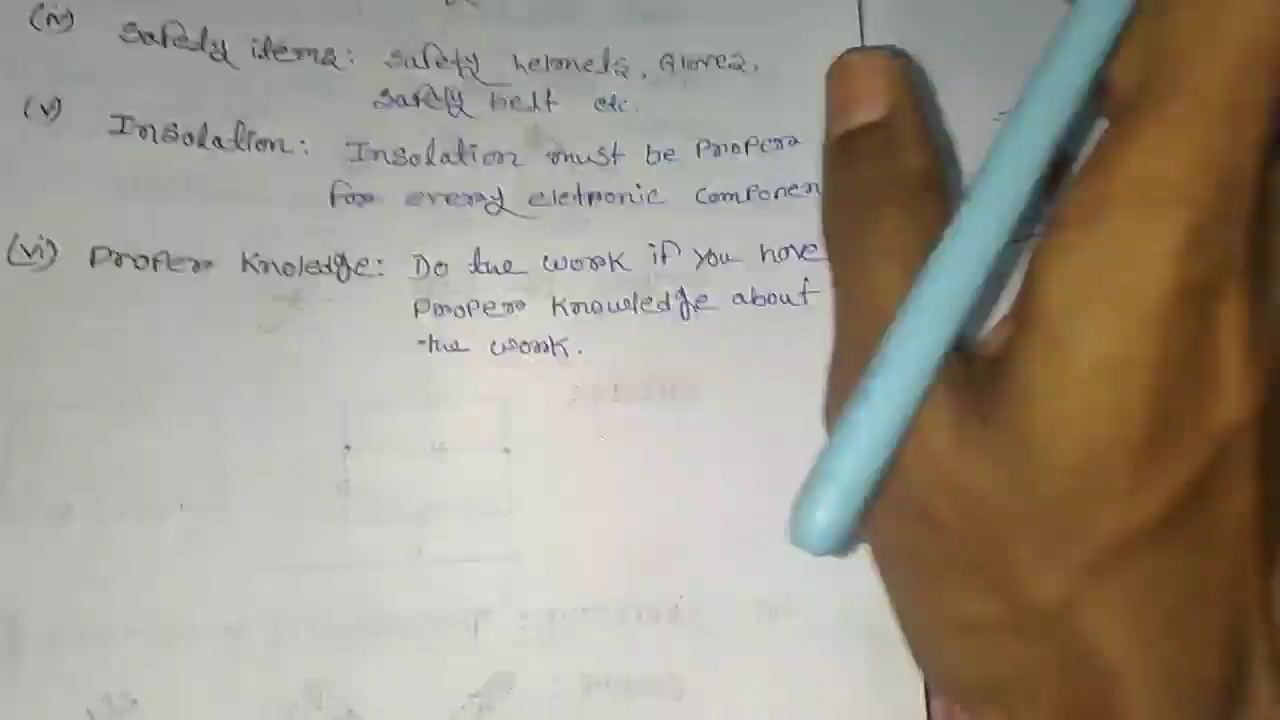 (iv) Safety items: Safety helmets, Gloves,
Safety belt etc.
(v) Insolation: Insolation must be proper
for every eletronic componen
(vi) Proper Knoledge: Do the work if you have
proper knowledge about
the work.